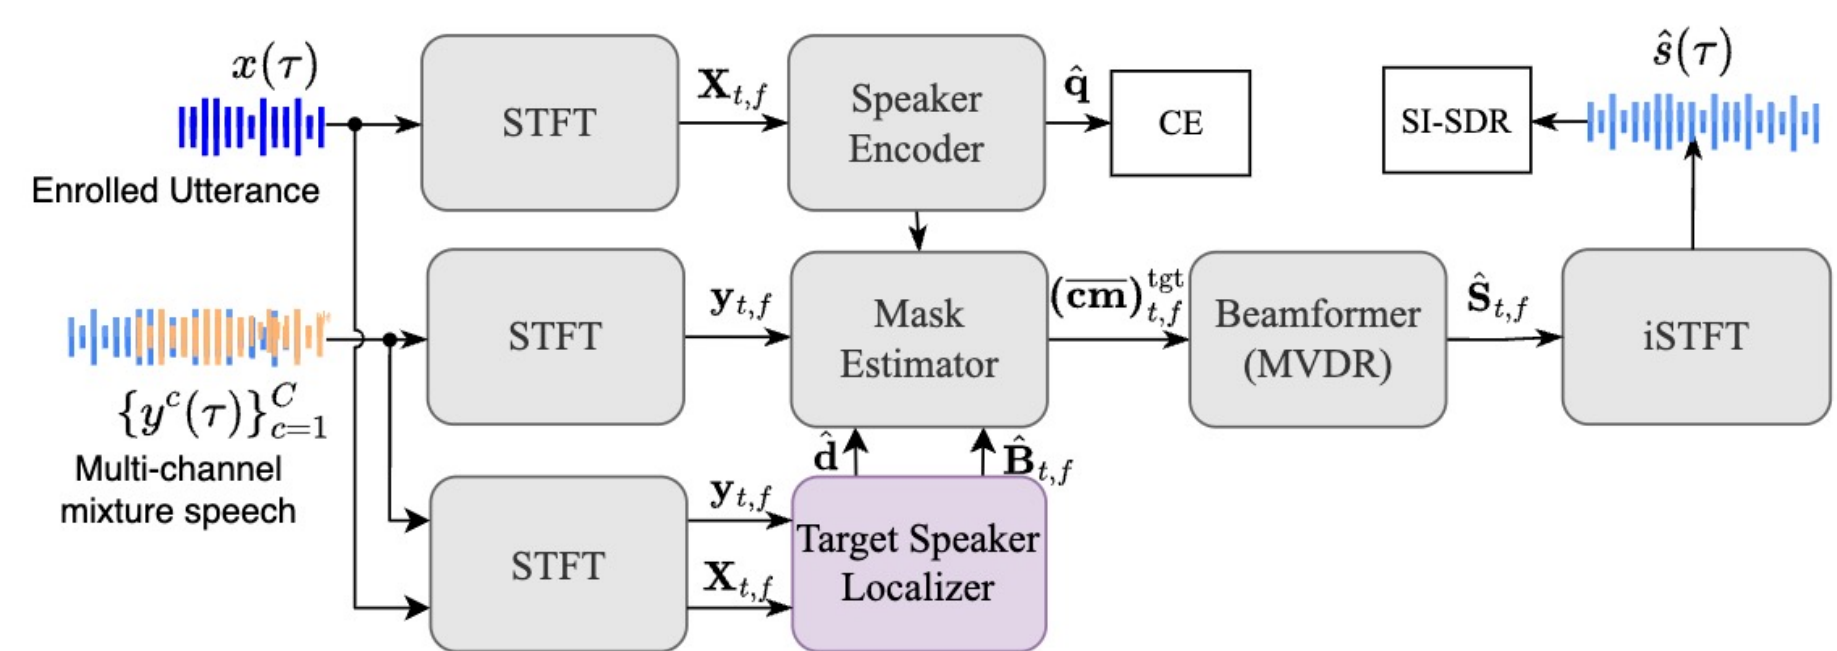 x(τ)
Enrolled Utterance
STFT
X_{t,f}
Speaker
Encoder
q̂
CE
SI-SDR
ŝ(τ)
{y^c(τ)}_{c=1}^C
Multi-channel
mixture speech
STFT
y_{t,f}
Mask
Estimator
(\overline{cm})_{t,f}^{tgt}
Beamformer
(MVDR)
Ŝ_{t,f}
iSTFT
d̂
B̂_{t,f}
STFT
y_{t,f}
X_{t,f}
Target Speaker
Localizer